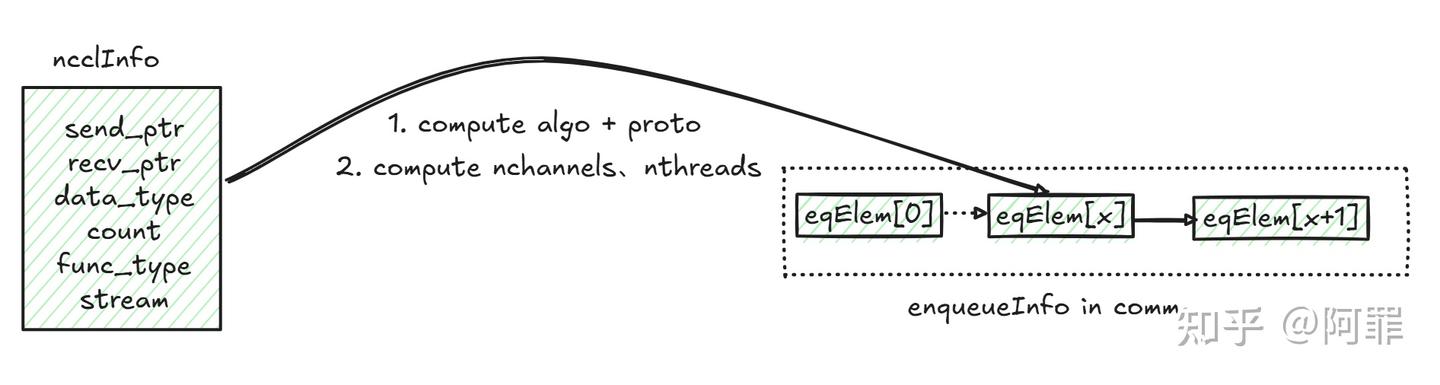 ncclInfo
send_ptr
recv_ptr
data_type
count
func_type
stream
1. compute algo + proto
2. compute nchannels、nthreads
eqElem[0]
eqElem[x]
eqElem[x+1]
enqueueInfo in comm
知乎 @阿罪